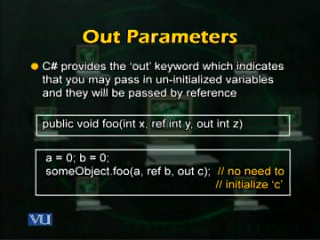 Out Parameters
C# provides the ‘out’ keyword which indicates
that you may pass in un-initialized variables
and they will be passed by reference
public void foo(int x, ref int y, out int z)
a = 0; b = 0;
someObject.foo(a, ref b, out c); // no need to
// initialize ‘c’
VU